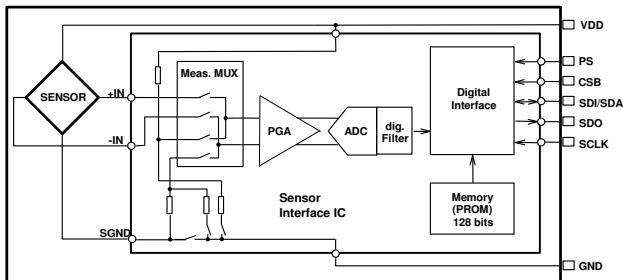 VDD
PS
CSB
SDI/SDA
SDO
SCLK
GND
SENSOR
+IN
-IN
SGND
Meas. MUX
PGA
ADC
dig.
Filter
Digital
Interface
Memory
(PROM)
128 bits
Sensor
Interface IC